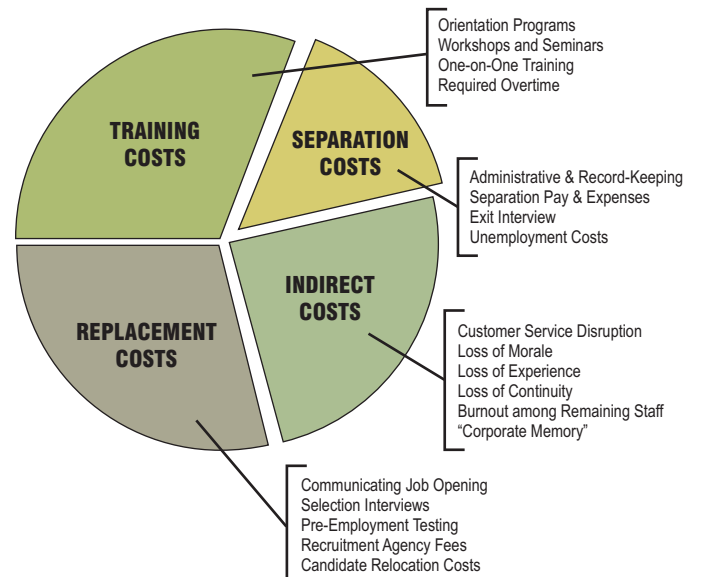 Orientation Programs
Workshops and Seminars
One-on-One Training
Required Overtime
TRAINING
COSTS
SEPARATION
COSTS
Administrative & Record-Keeping
Separation Pay & Expenses
Exit Interview
Unemployment Costs
INDIRECT
COSTS
REPLACEMENT
COSTS
Customer Service Disruption
Loss of Morale
Loss of Experience
Loss of Continuity
Burnout among Remaining Staff
“Corporate Memory”
Communicating Job Opening
Selection Interviews
Pre-Employment Testing
Recruitment Agency Fees
Candidate Relocation Costs